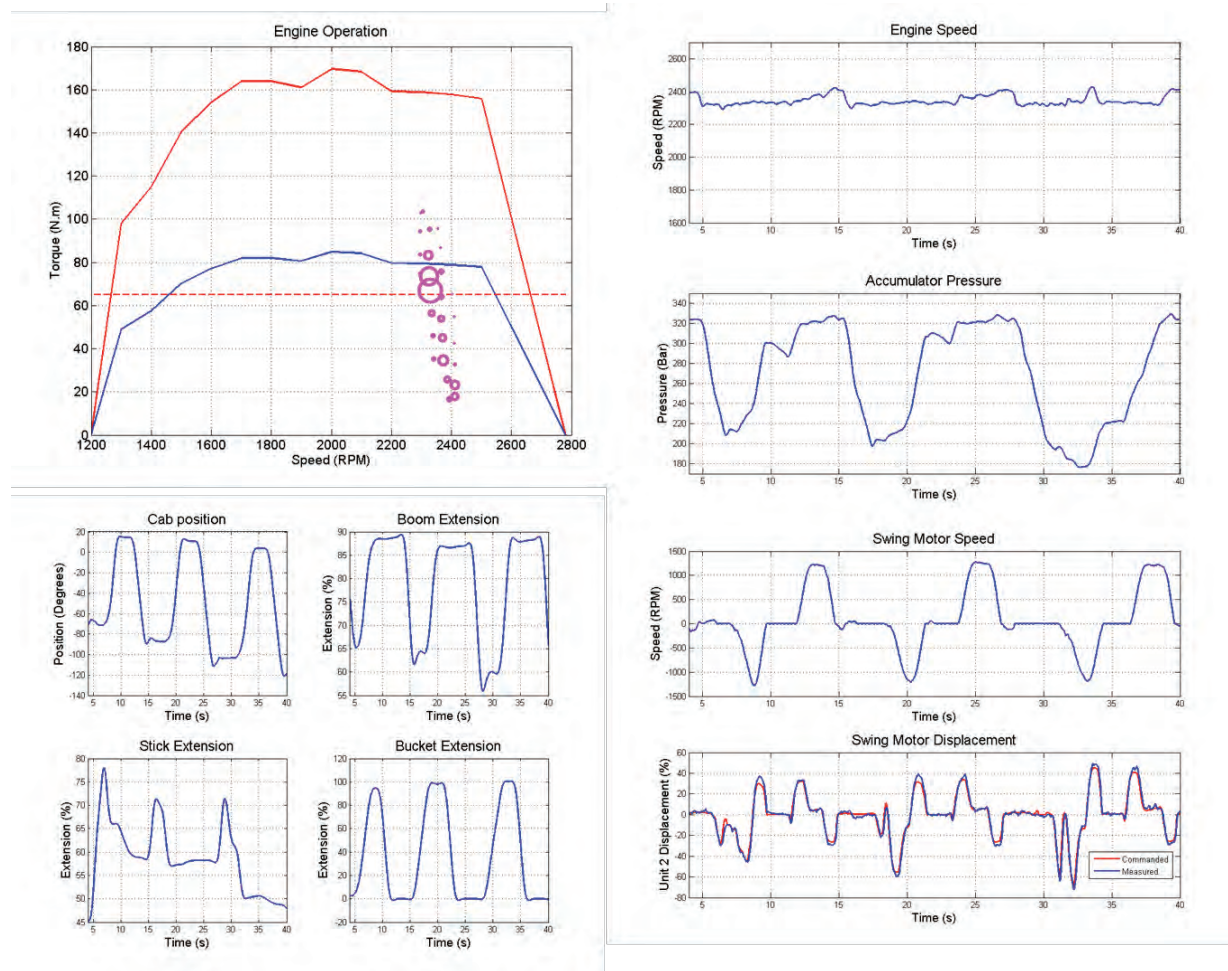 Engine Operation
180
160
140
120
100
80
60
40
20
0
Torque (N.m)
1200 1400 1600 1800 2000 2200 2400 2600 2800
Speed (RPM)
Engine Speed
2600
2400
2200
2000
1800
1600
Speed (RPM)
5 10 15 20 25 30 35 40
Time (s)
Accumulator Pressure
340
320
300
280
260
240
220
200
180
Pressure (Bar)
5 10 15 20 25 30 35 40
Time (s)
Cab position
20
0
-20
-40
-60
-80
-100
-120
-140
Position (Degrees)
5 10 15 20 25 30 35 40
Time (s)
Boom Extension
90
85
80
75
70
65
60
55
Extension (%)
5 10 15 20 25 30 35 40
Time (s)
Stick Extension
80
75
70
65
60
55
50
45
Extension (%)
5 10 15 20 25 30 35 40
Time (s)
Bucket Extension
120
100
80
60
40
20
0
-20
Extension (%)
5 10 15 20 25 30 35 40
Time (s)
Swing Motor Speed
1500
1000
500
0
-500
-1000
-1500
Speed (RPM)
5 10 15 20 25 30 35 40
Time (s)
Swing Motor Displacement
60
40
20
0
-20
-40
-60
-80
Unit 2 Displacement (%)
Commanded
Measured
5 10 15 20 25 30 35 40
Time (s)